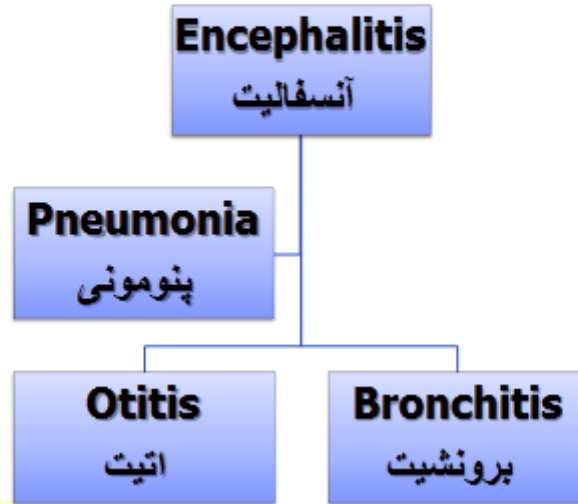 Encephalitis
آنسفالیت
Pneumonia
پنومونی
Otitis
اتیت
Bronchitis
برونشیت